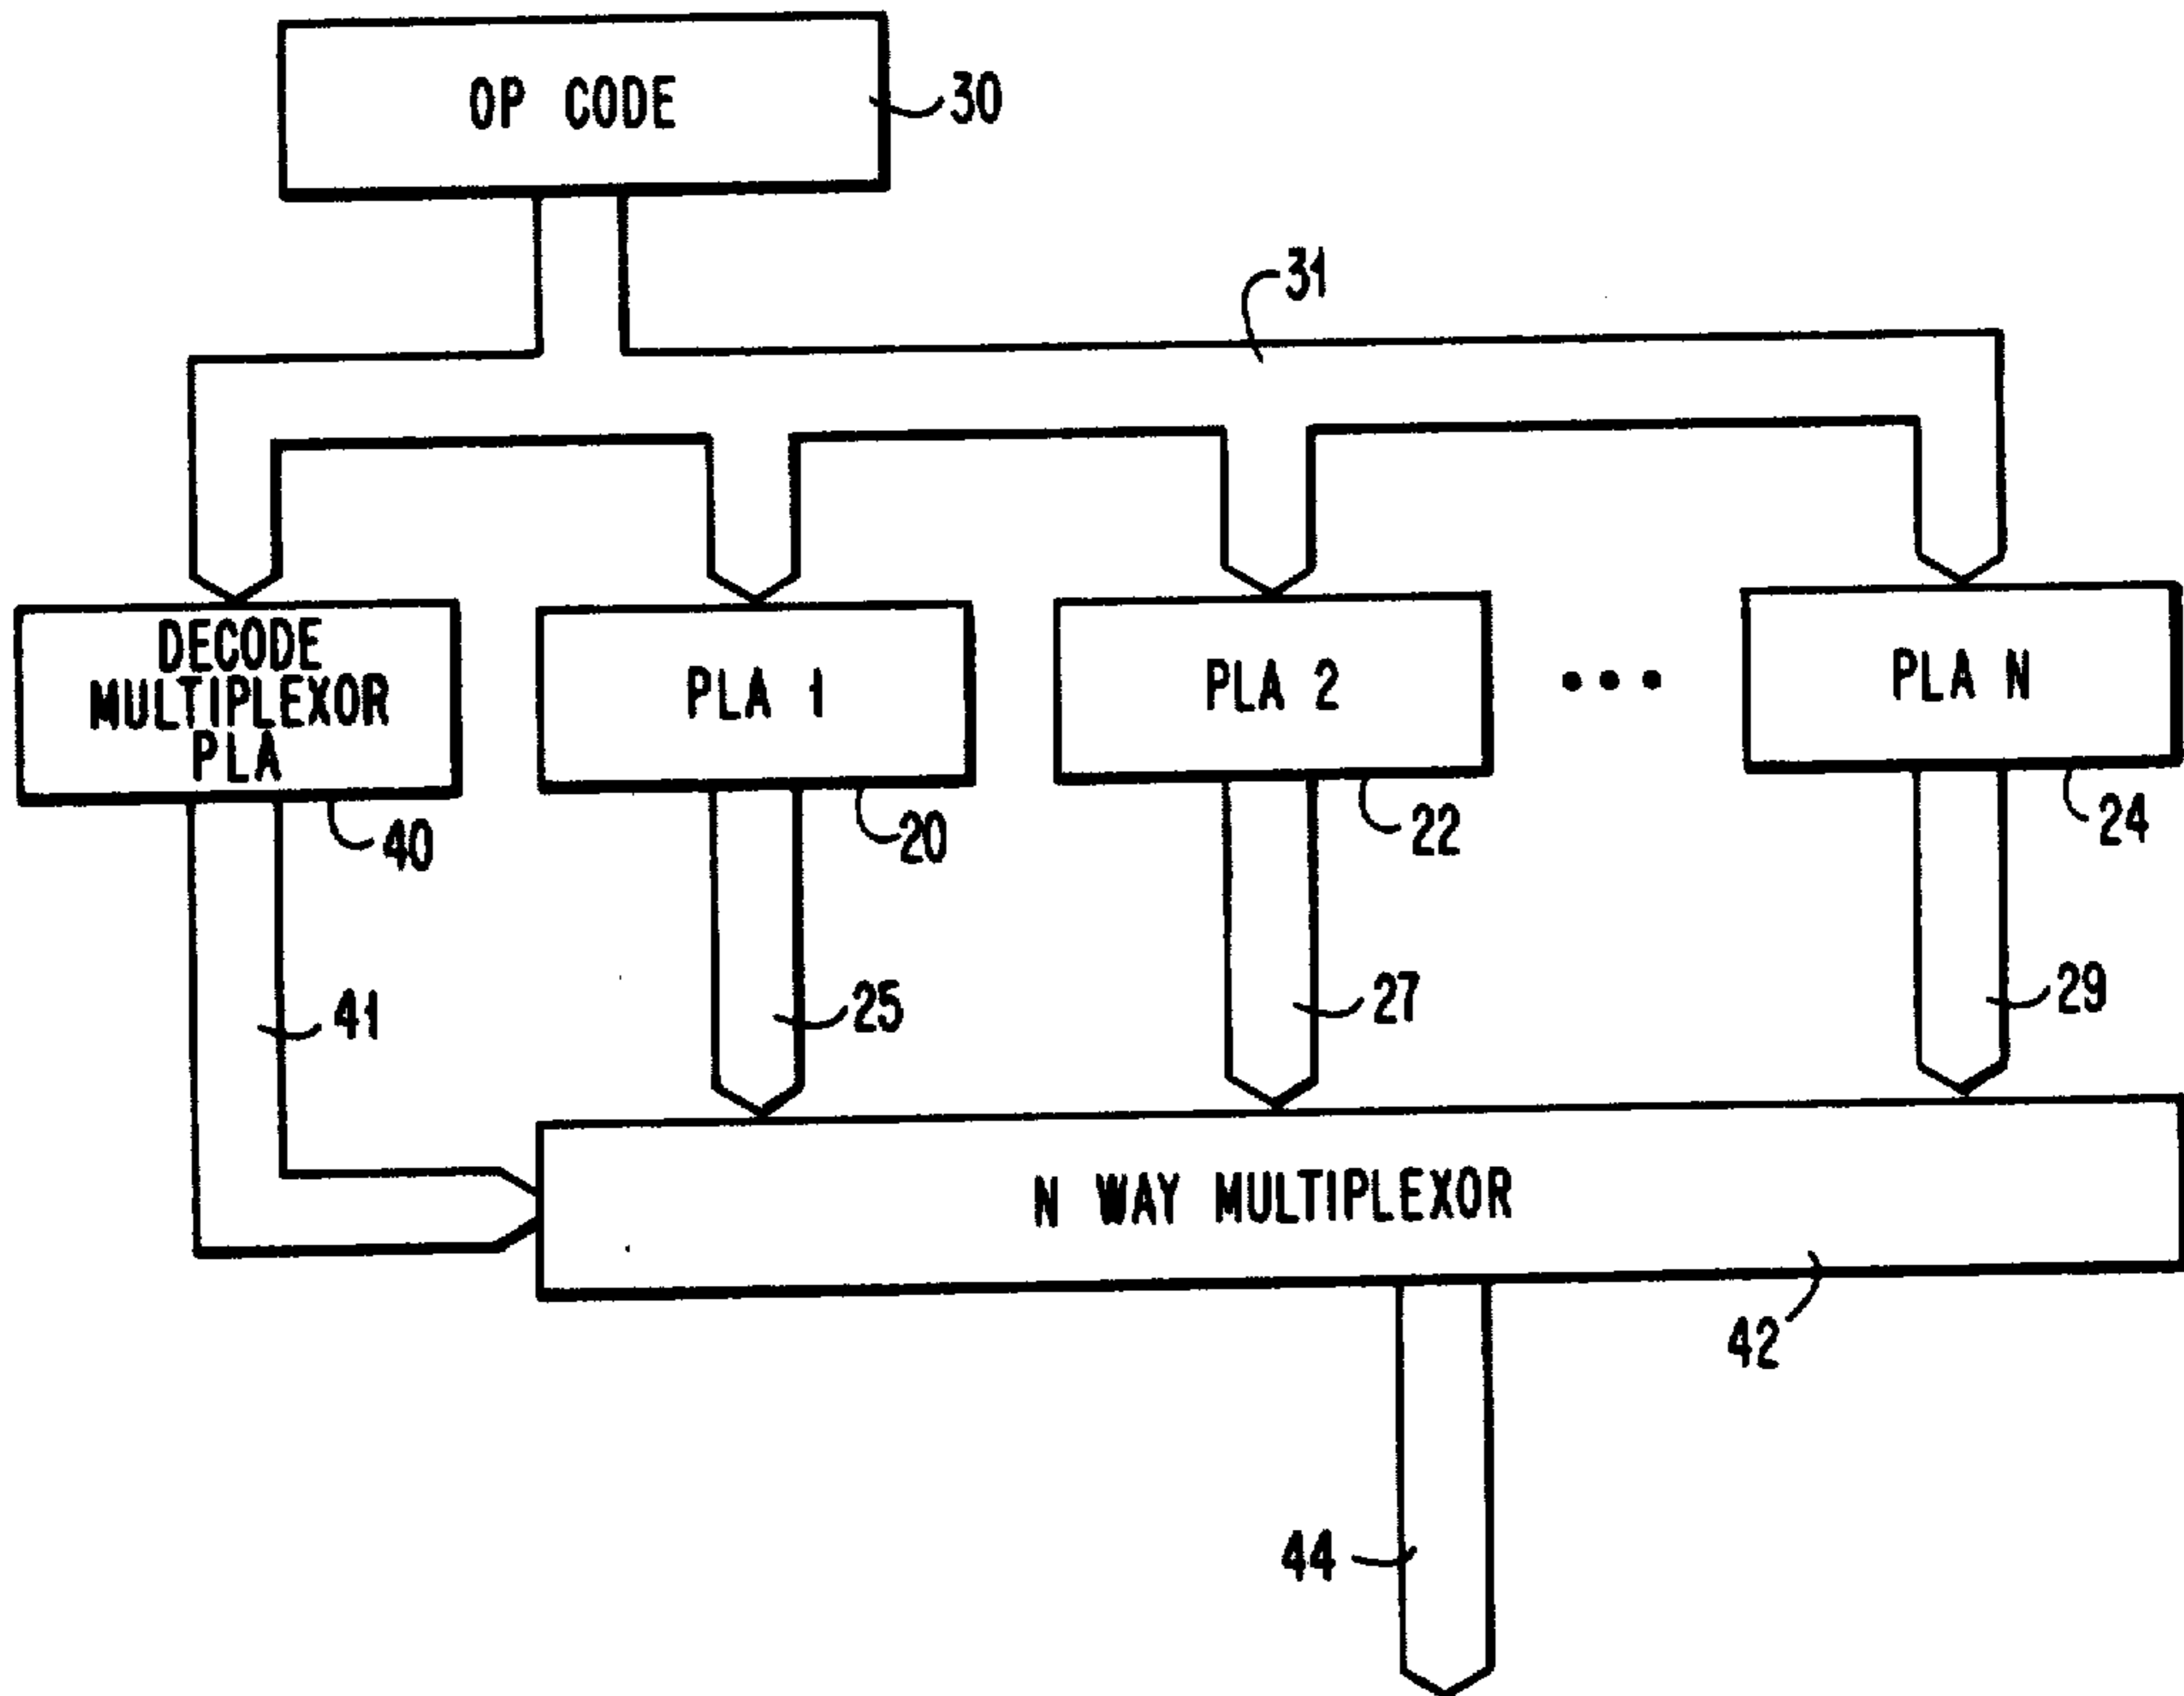 OP CODE
30
31
DECODE
MULTIPLEXOR
PLA
PLA 1
PLA 2
• • •
PLA N
40
20
22
24
41
25
27
29
N WAY MULTIPLEXOR
42
44